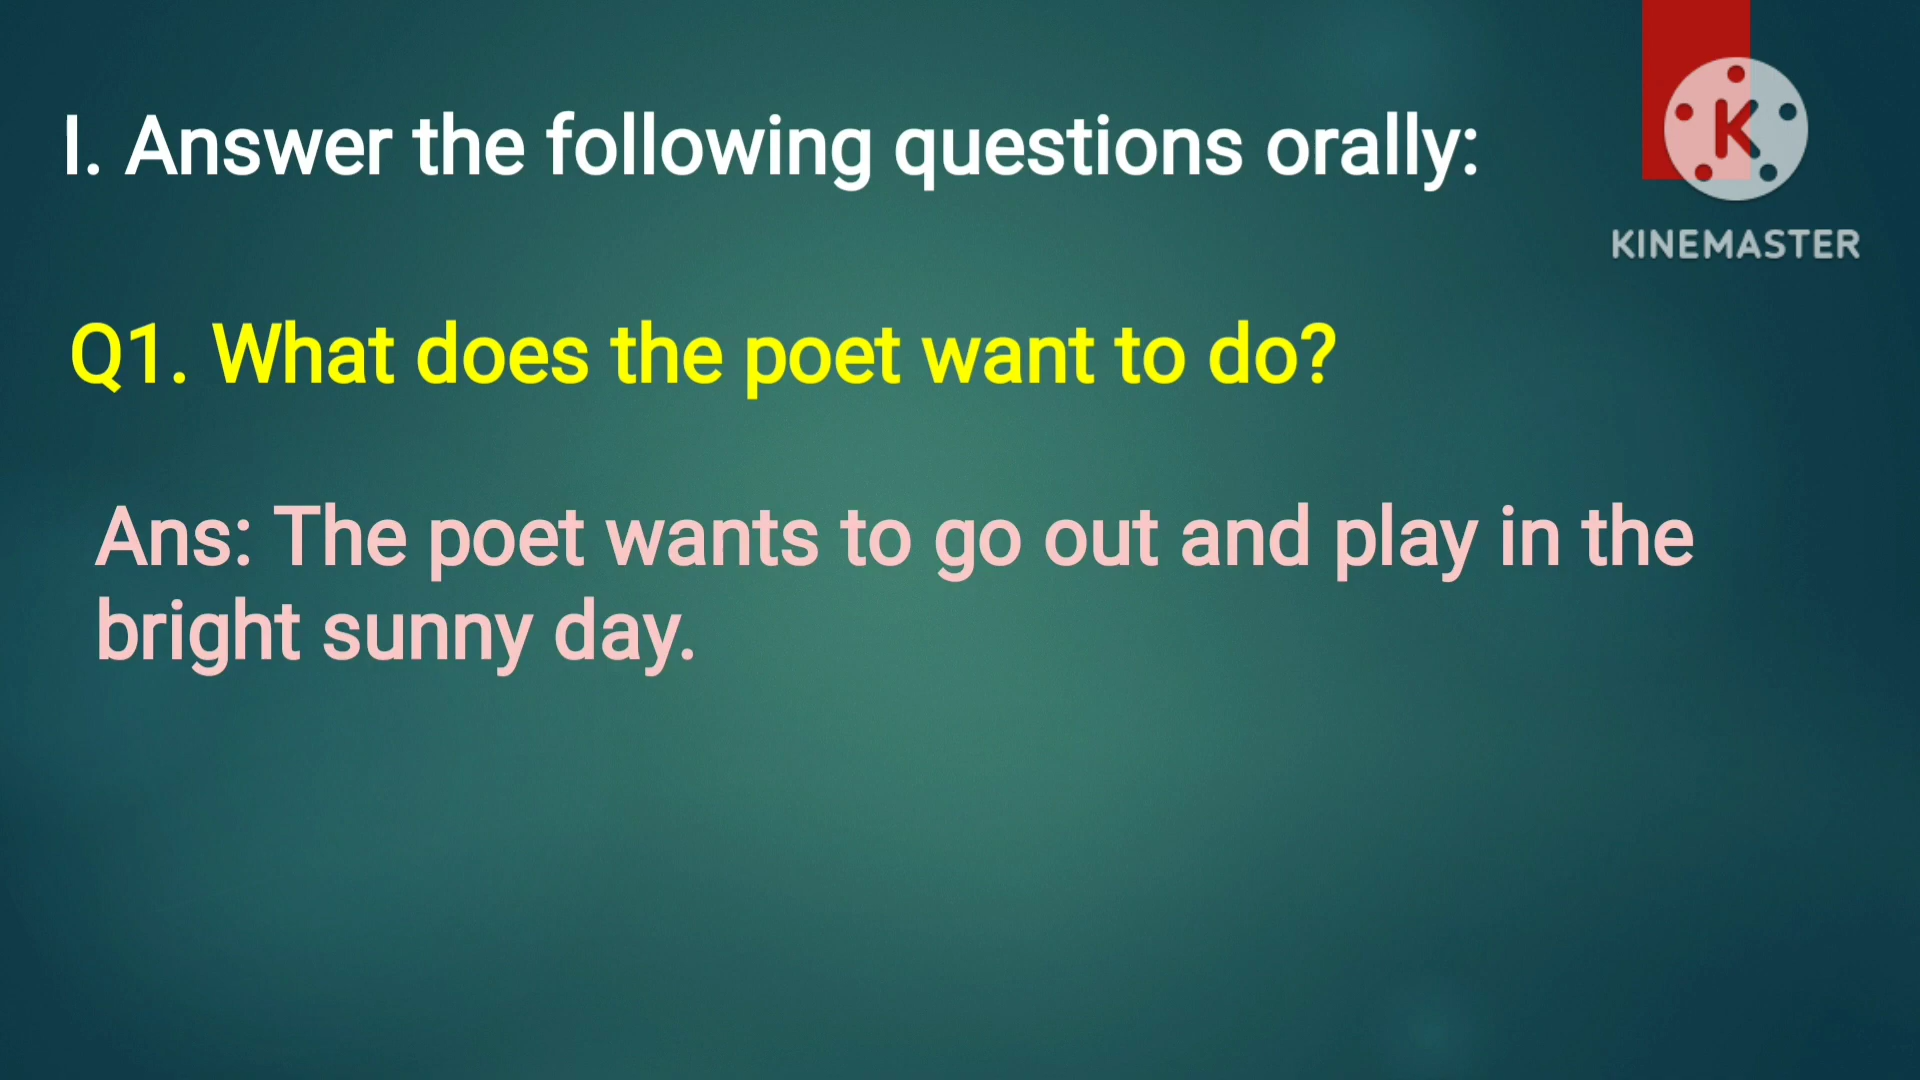 I. Answer the following questions orally:
K
KINEMASTER
Q1. What does the poet want to do?
Ans: The poet wants to go out and play in the
bright sunny day.